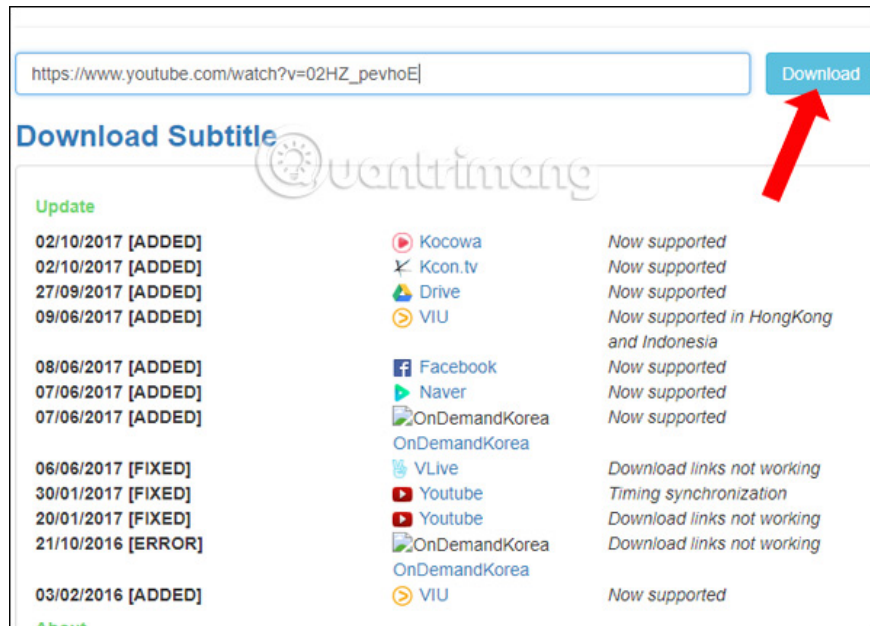 https://www.youtube.com/watch?v=02HZ_pevhoE
Download
Download Subtitle
Quantrimang
Update
02/10/2017 [ADDED] Kocowa Now supported
02/10/2017 [ADDED] Kcon.tv Now supported
27/09/2017 [ADDED] Drive Now supported
09/06/2017 [ADDED] VIU Now supported in HongKong
and Indonesia
08/06/2017 [ADDED] Facebook Now supported
07/06/2017 [ADDED] Naver Now supported
07/06/2017 [ADDED] OnDemandKorea Now supported
OnDemandKorea
06/06/2017 [FIXED] VLive Download links not working
30/01/2017 [FIXED] Youtube Timing synchronization
20/01/2017 [FIXED] Youtube Download links not working
21/10/2016 [ERROR] OnDemandKorea Download links not working
OnDemandKorea
03/02/2016 [ADDED] VIU Now supported